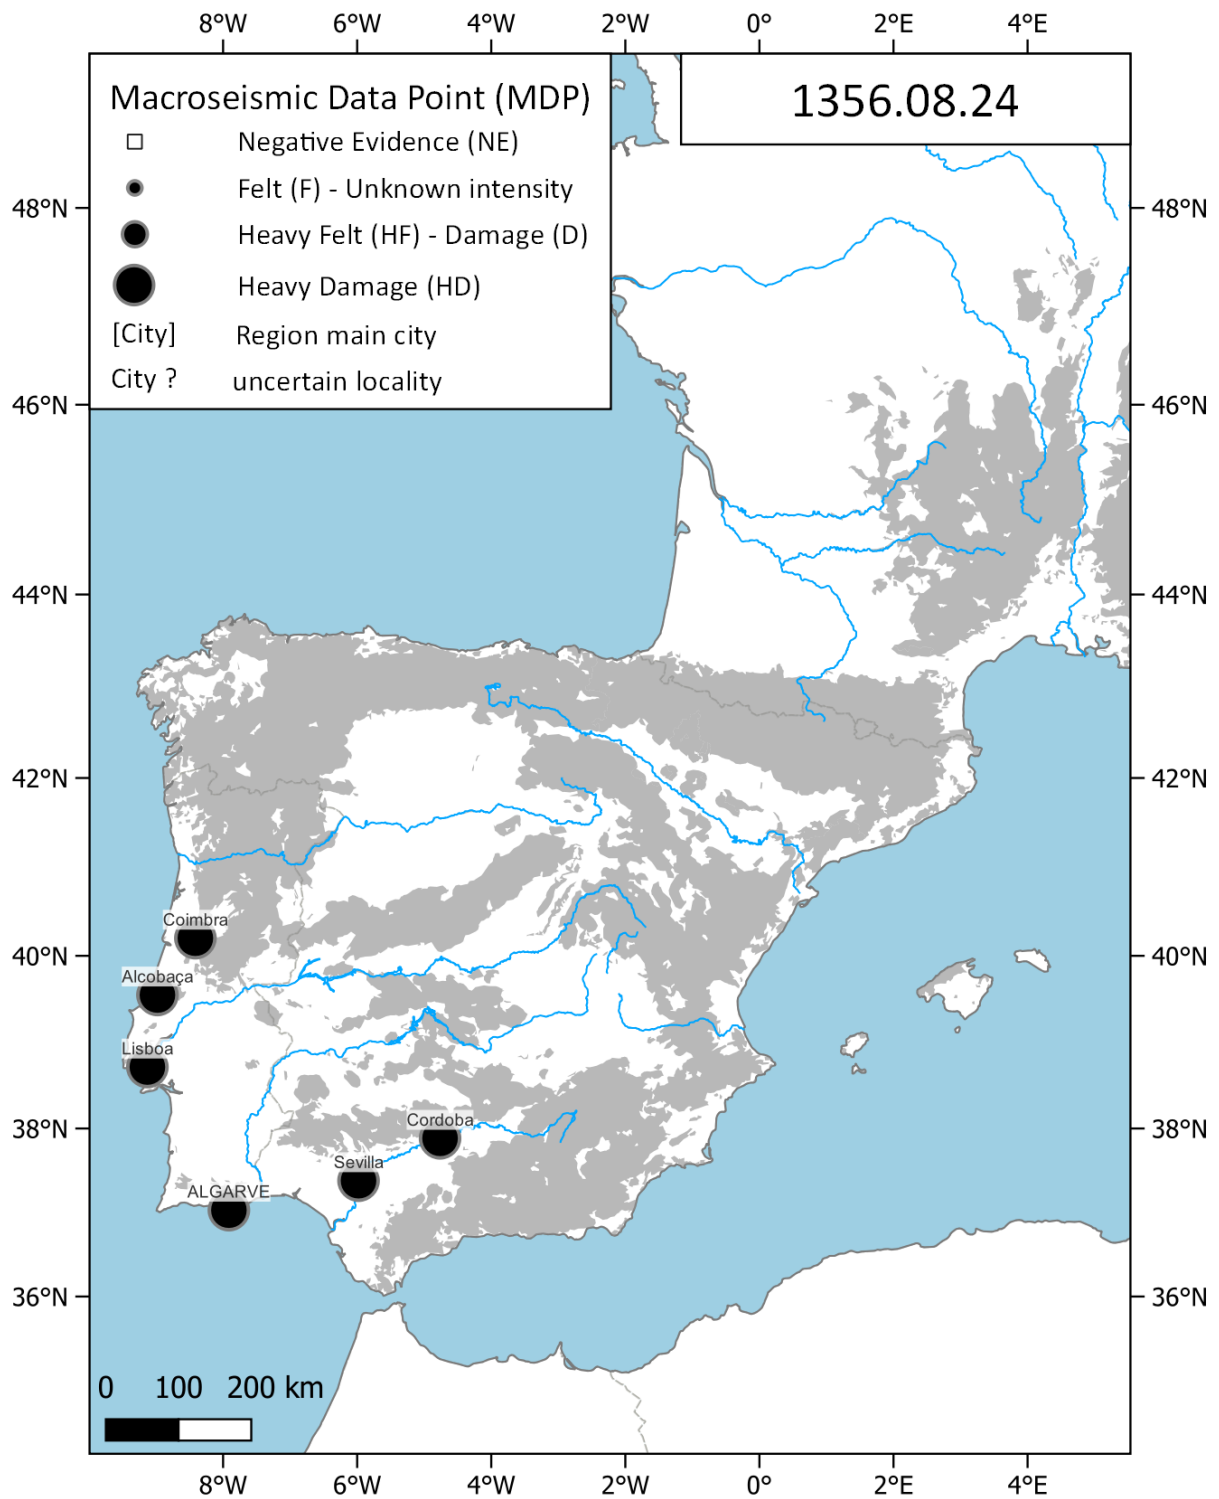 8°W 6°W 4°W 2°W 0° 2°E 4°E
Macroseismic Data Point (MDP)
Negative Evidence (NE)
Felt (F) - Unknown intensity
Heavy Felt (HF) - Damage (D)
Heavy Damage (HD)
[City] Region main city
City ? uncertain locality
1356.08.24
48°N 48°N
46°N 46°N
44°N 44°N
42°N 42°N
Coimbra
40°N 40°N
Alcobaça
Lisboa
Cordoba
38°N 38°N
Sevilla
ALGARVE
36°N 36°N
0 100 200 km
8°W 6°W 4°W 2°W 0° 2°E 4°E